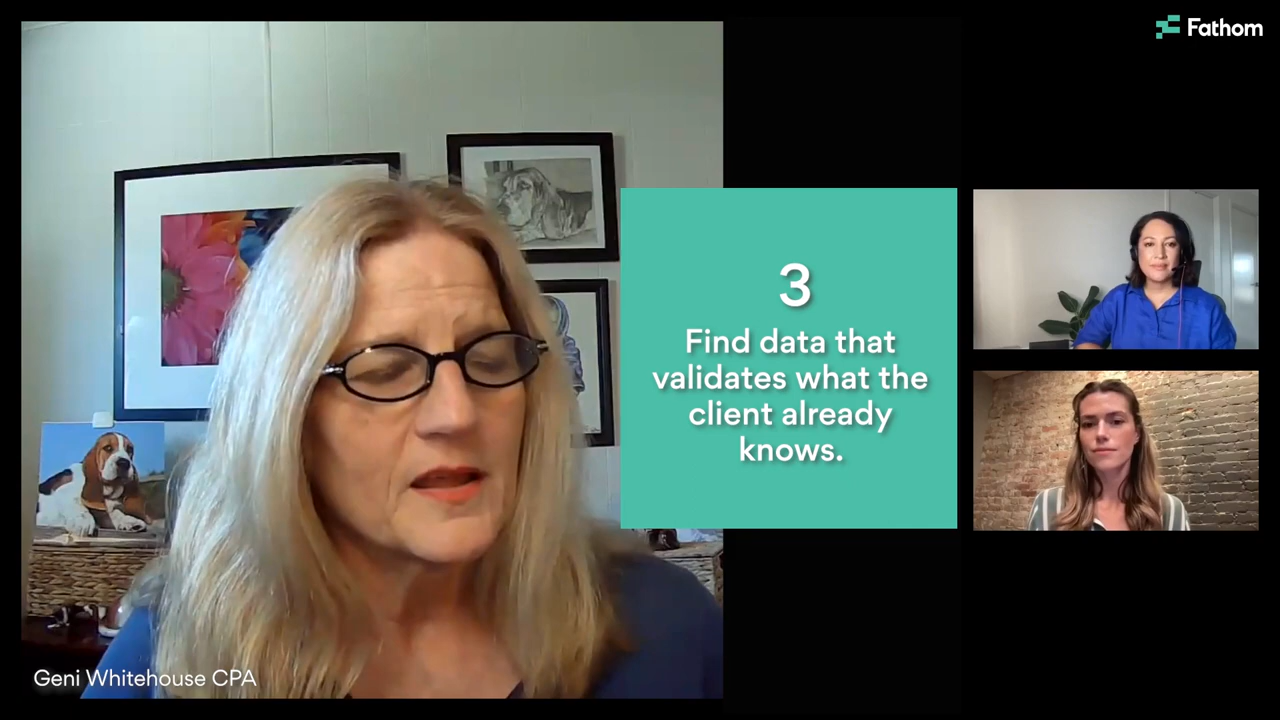 Fathom
3
Find data that
validates what the
client already
knows.
Geni Whitehouse CPA